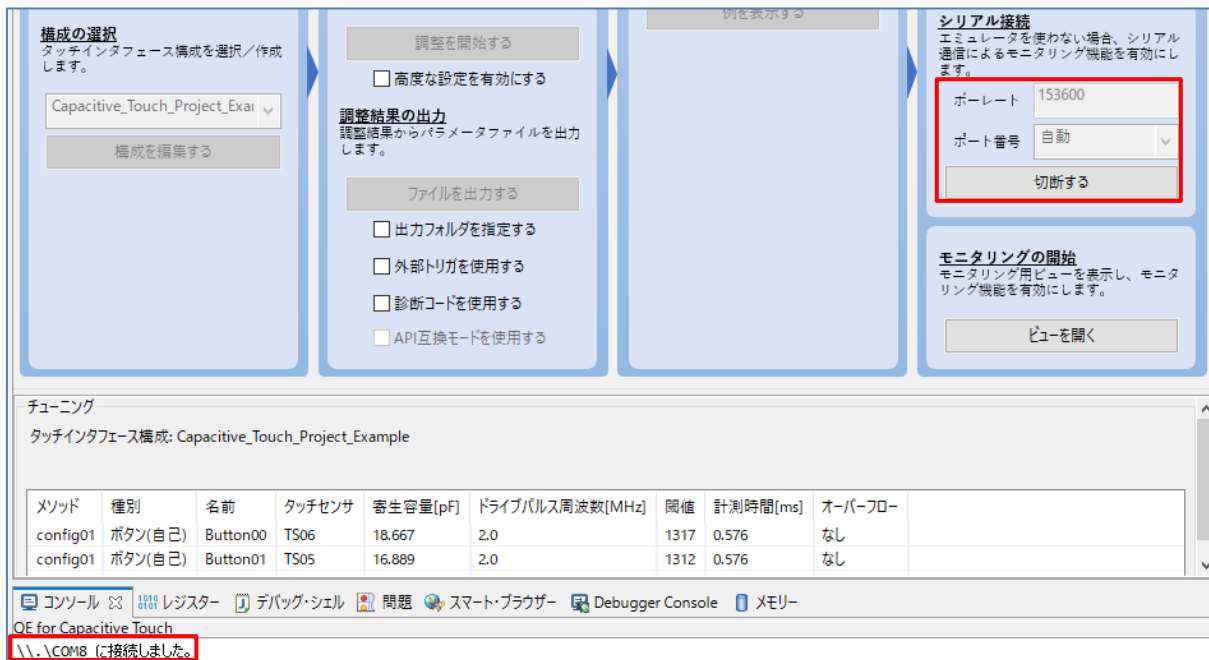 構成の選択
タッチインタフェース構成を選択／作成
します。
Capacitive_Touch_Project_Exa
構成を編集する
調整を開始する
高度な設定を有効にする
調整結果の出力
調整結果からパラメータファイルを出力
します。
ファイルを出力する
出力フォルダを指定する
外部トリガを使用する
診断コードを使用する
API互換モードを使用する
例を表示する
シリアル接続
エミュレータを使わない場合、シリアル
通信によるモニタリング機能を有効にし
ます。
ボーレート 153600
ポート番号 自動
切断する
モニタリングの開始
モニタリング用ビューを表示し、モニタ
リング機能を有効にします。
ビューを開く
チューニング
タッチインタフェース構成: Capacitive_Touch_Project_Example
メソッド 種別 名前 タッチセンサ 寄生容量[pF] ドライブパルス周波数[MHz] 閾値 計測時間[ms] オーバーフロー
config01 ボタン(自己) Button00 TS06 18.667 2.0 1317 0.576 なし
config01 ボタン(自己) Button01 TS05 16.889 2.0 1312 0.576 なし
コンソール レジスター デバッグ・シェル 問題 スマート・ブラウザー Debugger Console メモリー
QE for Capacitive Touch
\\.\COM8 に接続しました。